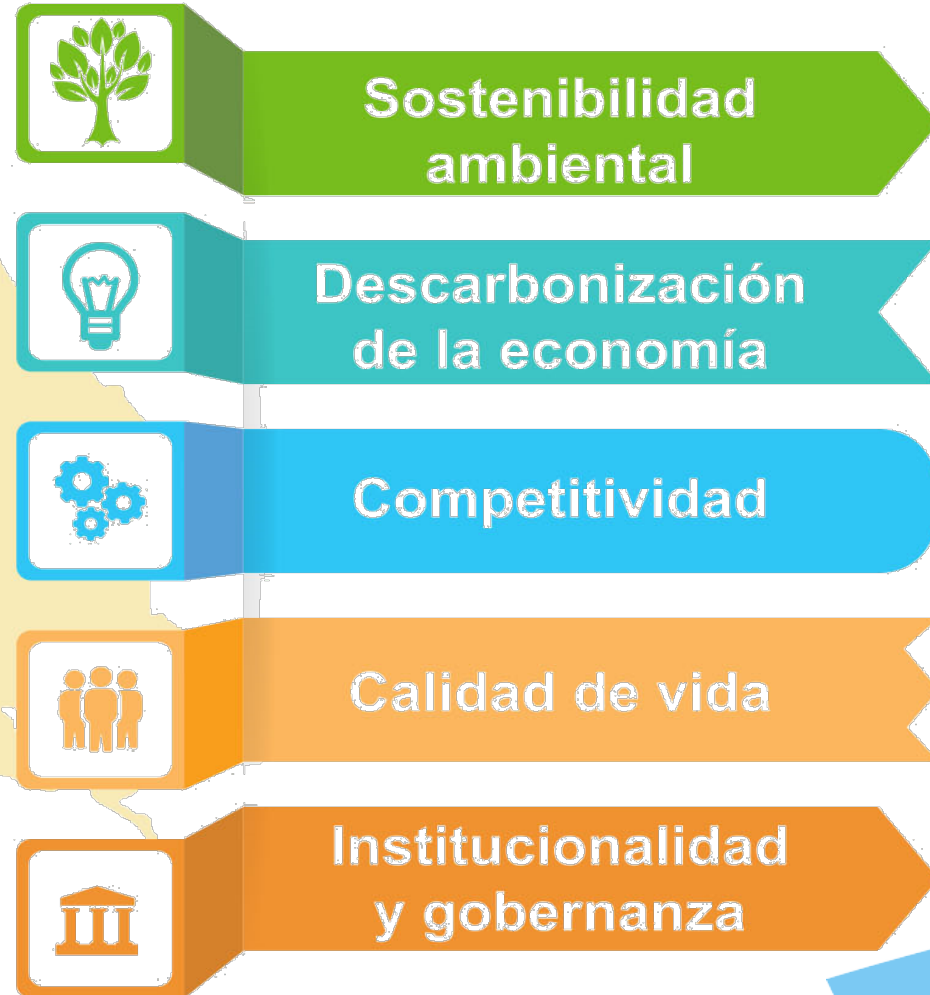 Sostenibilidad
ambiental
Descarbonización
de la economía
Competitividad
Calidad de vida
Institucionalidad
y gobernanza